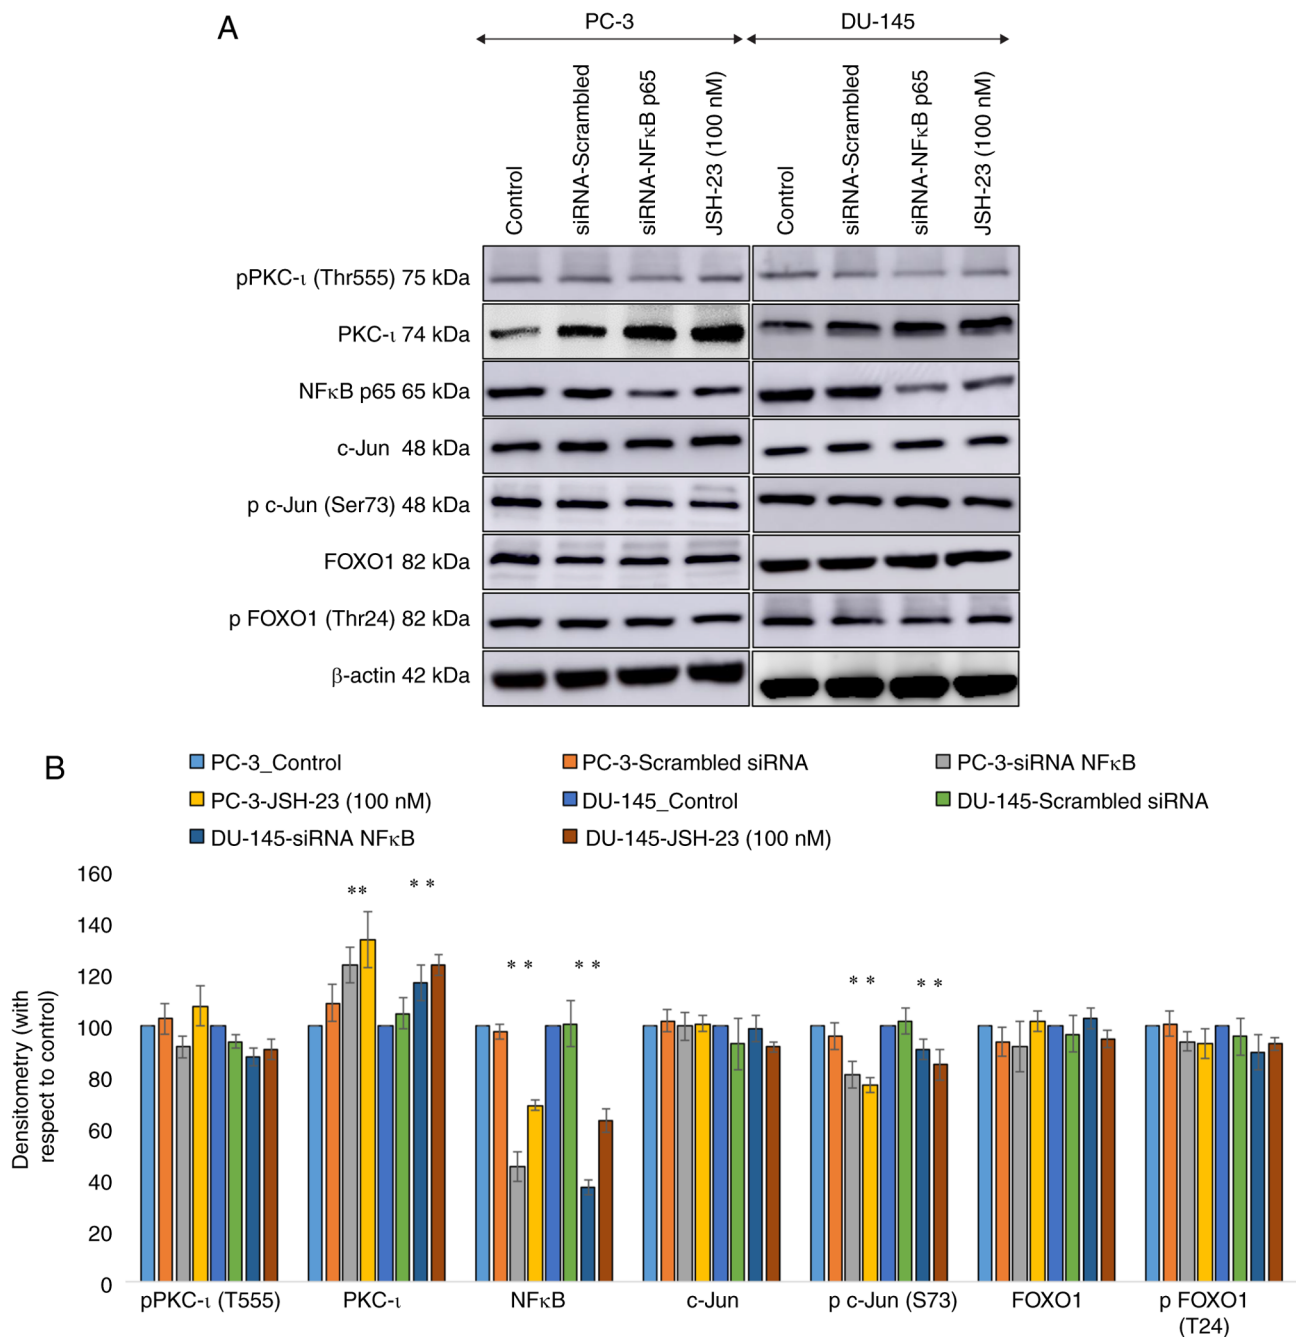 A
PC-3
DU-145
Control
siRNA-Scrambled
siRNA-NFκB p65
JSH-23 (100 nM)
Control
siRNA-Scrambled
siRNA-NFκB p65
JSH-23 (100 nM)
pPKC-ι (Thr555) 75 kDa
PKC-ι 74 kDa
NFκB p65 65 kDa
c-Jun 48 kDa
p c-Jun (Ser73) 48 kDa
FOXO1 82 kDa
p FOXO1 (Thr24) 82 kDa
β-actin 42 kDa
B
PC-3_Control
PC-3-Scrambled siRNA
PC-3-siRNA NFκB
PC-3-JSH-23 (100 nM)
DU-145_Control
DU-145-Scrambled siRNA
DU-145-siRNA NFκB
DU-145-JSH-23 (100 nM)
Densitometry (with
respect to control)
160
140
120
100
80
60
40
20
0
** * *
* * * *
* * * *
pPKC-ι (T555)
PKC-ι
NFκB
c-Jun
p c-Jun (S73)
FOXO1
p FOXO1
(T24)